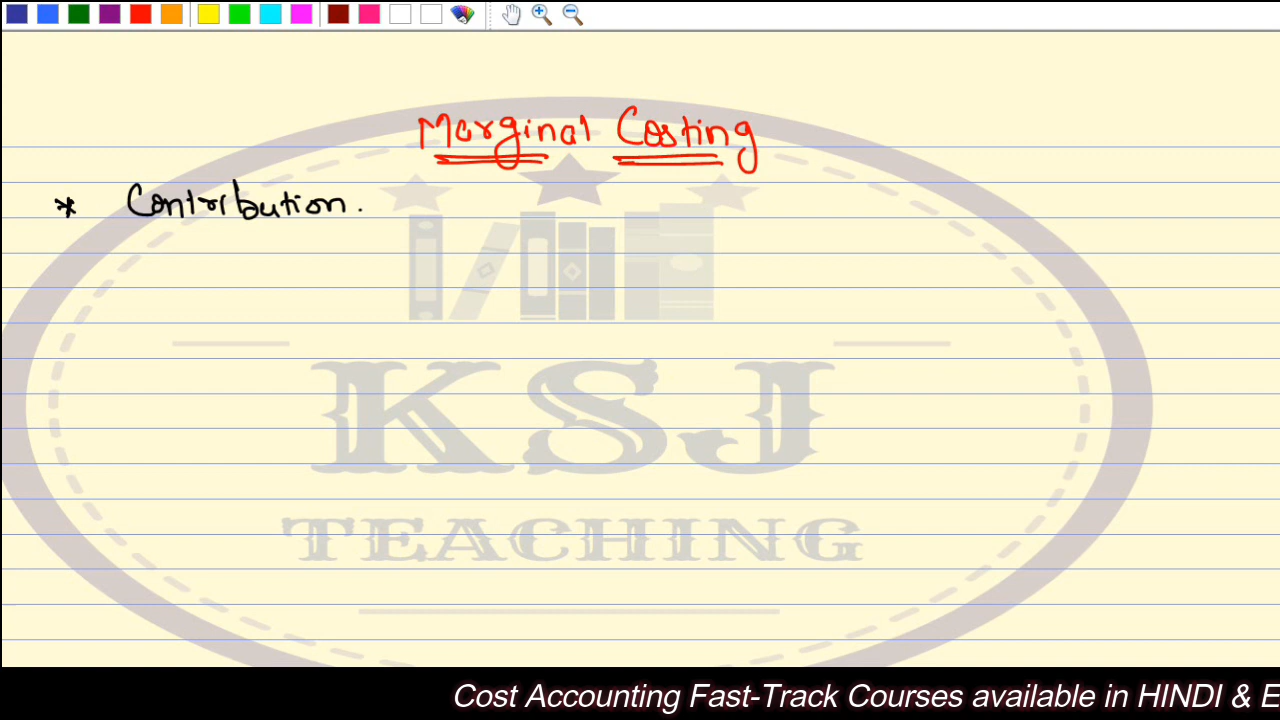 Marginal Costing
* Contribution.
KSJ
TEACHING
Cost Accounting Fast-Track Courses available in HINDI & E